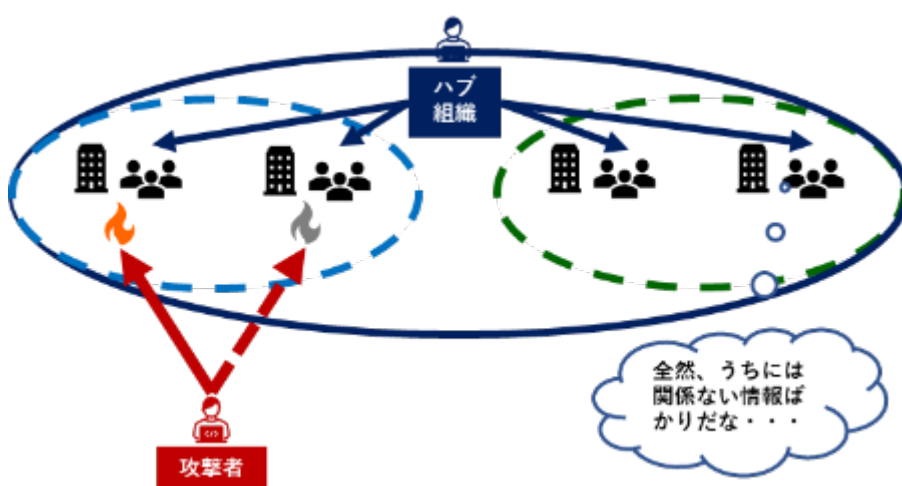 ハブ
組織
全然、うちには
関係ない情報ば
かりだな・・・
攻撃者